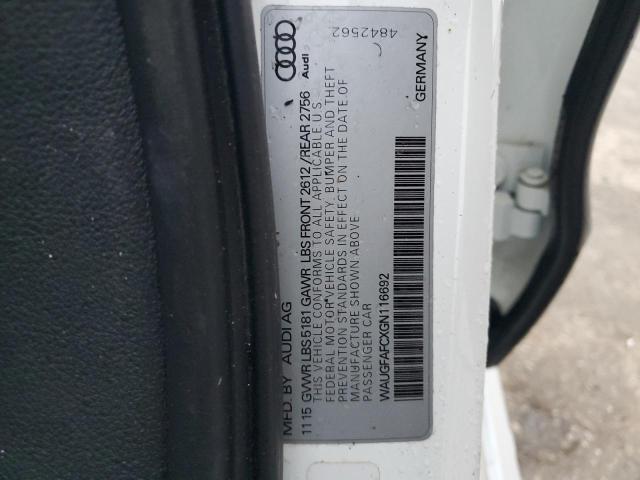 MFD. BY AUDI AG
Audi
11 15 GVWR LBS 5181 GAWR LBS FRONT 2612 / REAR 2756
THIS VEHICLE CONFORMS TO ALL APPLICABLE U.S.
FEDERAL MOTOR VEHICLE SAFETY, BUMPER AND THEFT
PREVENTION STANDARDS IN EFFECT ON THE DATE OF
MANUFACTURE SHOWN ABOVE
PASSENGER CAR
WAUGFAFCXGN116692
GERMANY
4842562